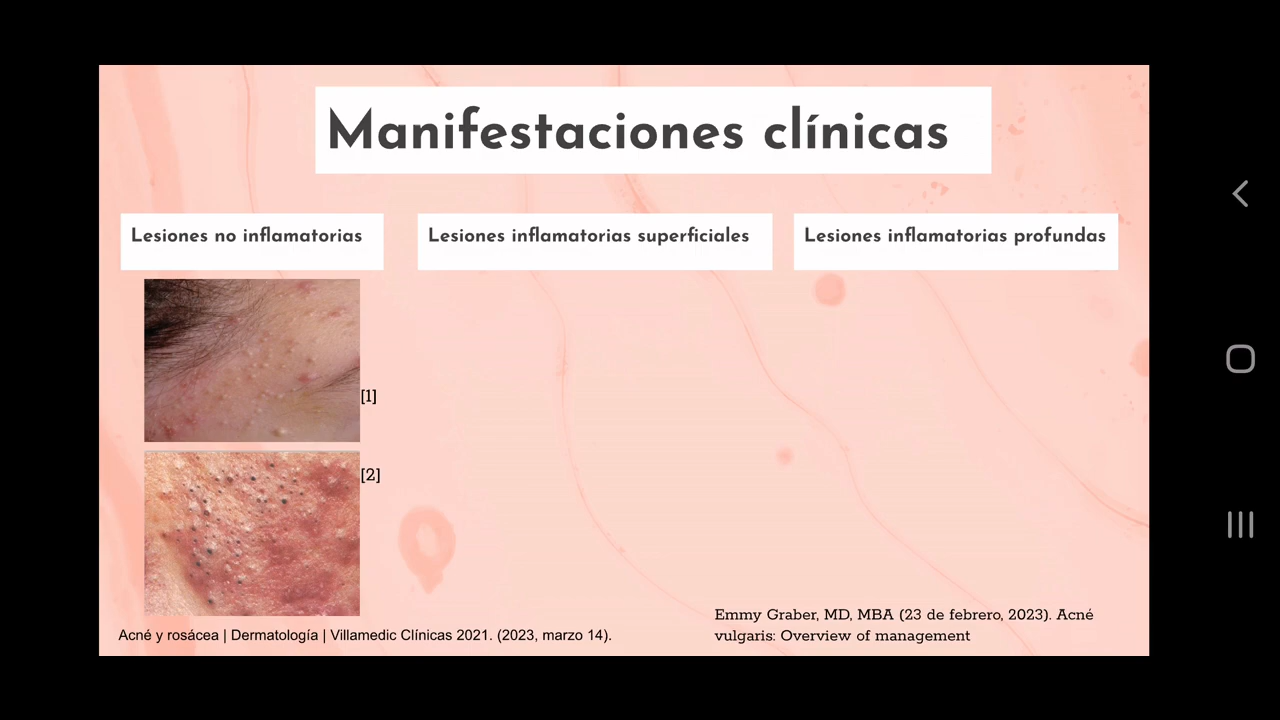 Manifestaciones clínicas
Lesiones no inflamatorias
Lesiones inflamatorias superficiales
Lesiones inflamatorias profundas
[1]
[2]
Acné y rosácea | Dermatología | Villamedic Clínicas 2021. (2023, marzo 14).
Emmy Graber, MD, MBA (23 de febrero, 2023). Acné
vulgaris: Overview of management